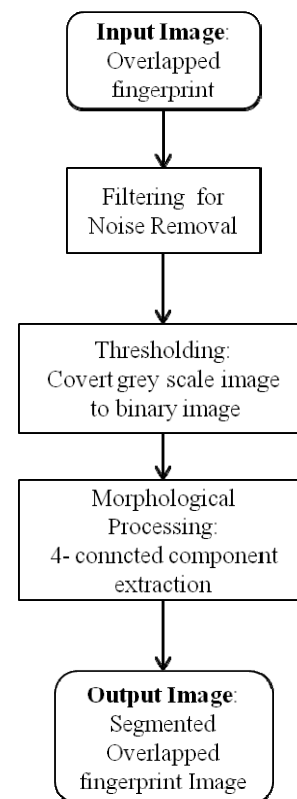 Input Image:
Overlapped
fingerprint
Filtering for
Noise Removal
Thresholding:
Covert grey scale image
to binary image
Morphological
Processing:
4- conncted component
extraction
Output Image:
Segmented
Overlapped
fingerprint Image